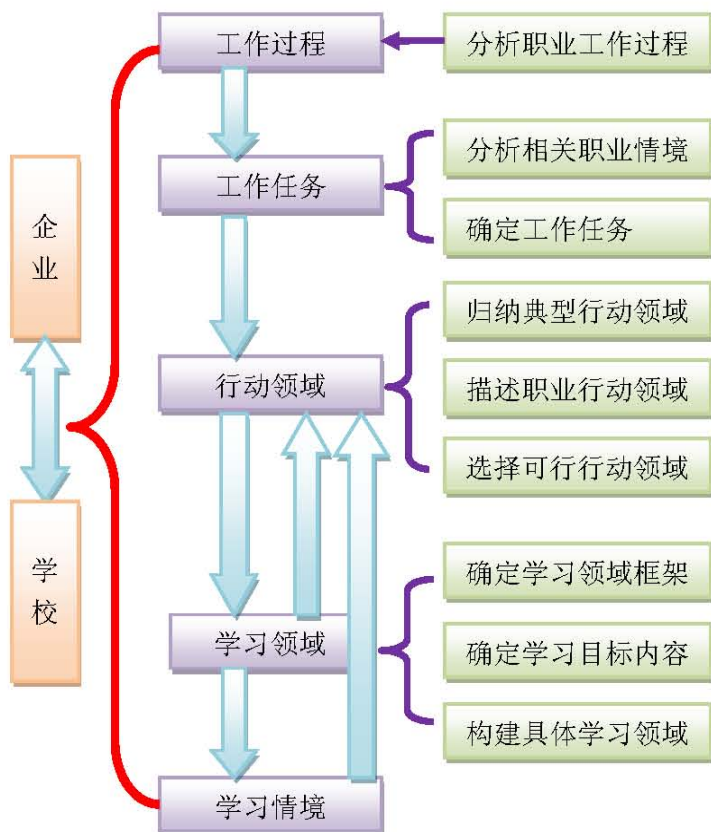 工作过程
分析职业工作过程
工作任务
分析相关职业情境
确定工作任务
企业
学校
行动领域
归纳典型行动领域
描述职业行动领域
选择可行行动领域
学习领域
确定学习领域框架
确定学习目标内容
构建具体学习领域
学习情境